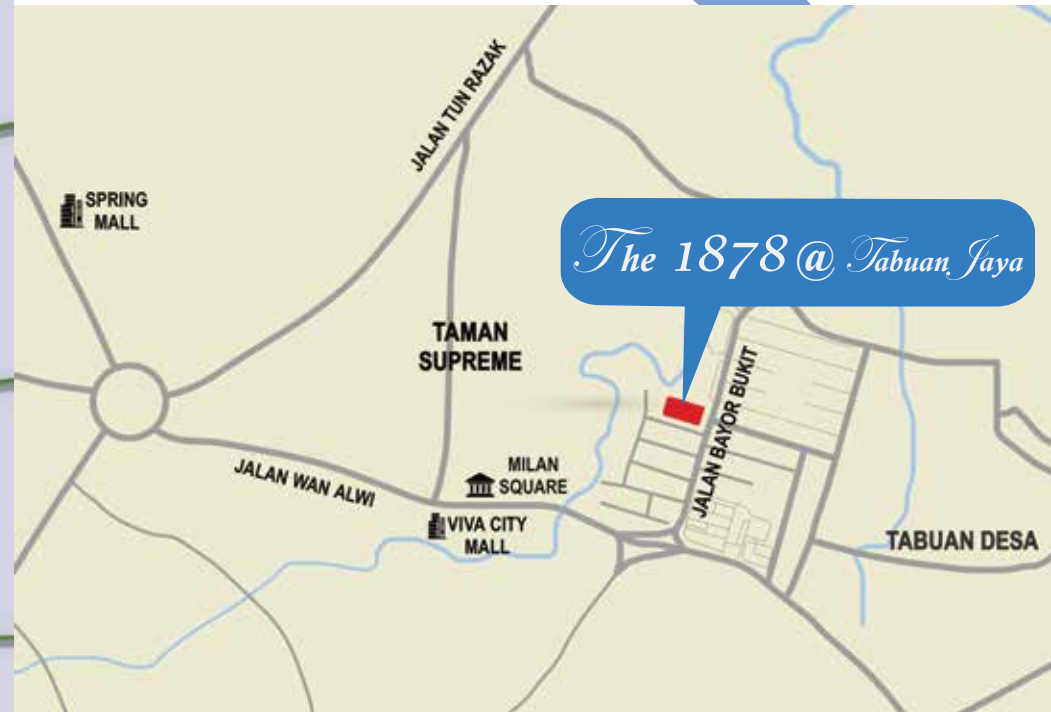 JALAN TUN RAZAK
SPRING
MALL
The 1878 @ Tabuan Jaya
TAMAN
SUPREME
JALAN BAYOR BUKIT
MILAN
SQUARE
JALAN WAN ALWI
VIVA CITY
MALL
TABUAN DESA